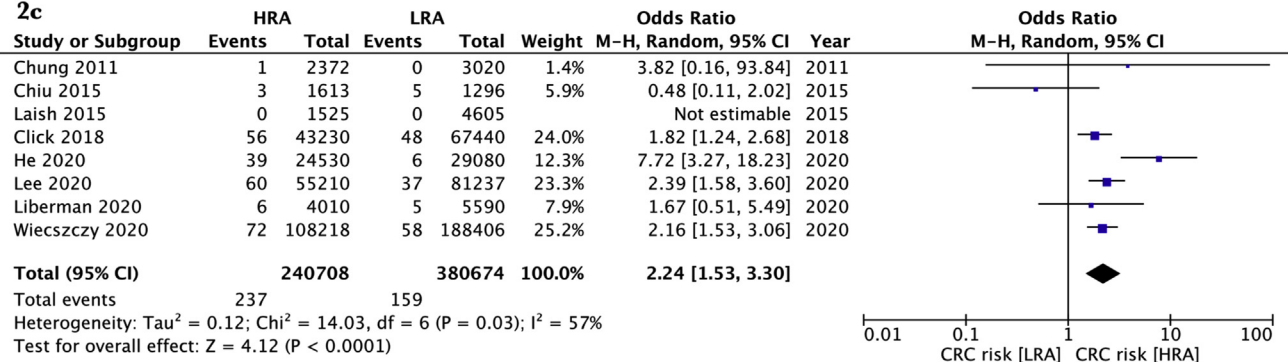 2c
HRA LRA Odds Ratio Odds Ratio
Study or Subgroup Events Total Events Total Weight M-H, Random, 95% CI Year M-H, Random, 95% CI
Chung 2011 1 2372 0 3020 1.4% 3.82 [0.16, 93.84] 2011
Chiu 2015 3 1613 5 1296 5.9% 0.48 [0.11, 2.02] 2015
Laish 2015 0 1525 0 4605 Not estimable 2015
Click 2018 56 43230 48 67440 24.0% 1.82 [1.24, 2.68] 2018
He 2020 39 24530 6 29080 12.3% 7.72 [3.27, 18.23] 2020
Lee 2020 60 55210 37 81237 23.3% 2.39 [1.58, 3.60] 2020
Liberman 2020 6 4010 5 5590 7.9% 1.67 [0.51, 5.49] 2020
Wiecszczy 2020 72 108218 58 188406 25.2% 2.16 [1.53, 3.06] 2020
Total (95% CI) 240708 380674 100.0% 2.24 [1.53, 3.30]
Total events 237 159
Heterogeneity: Tau² = 0.12; Chi² = 14.03, df = 6 (P = 0.03); I² = 57%
Test for overall effect: Z = 4.12 (P < 0.0001)
0.01 0.1 1 10 100
CRC risk [LRA] CRC risk [HRA]